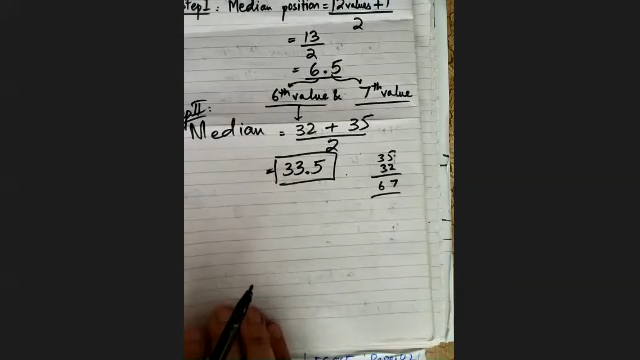 Step I: Median position = 12 values + 1
2
= 13
2
= 6.5
6th value & 7th value
II:
Median = 32 + 35
2
= 33.5
35
32
67